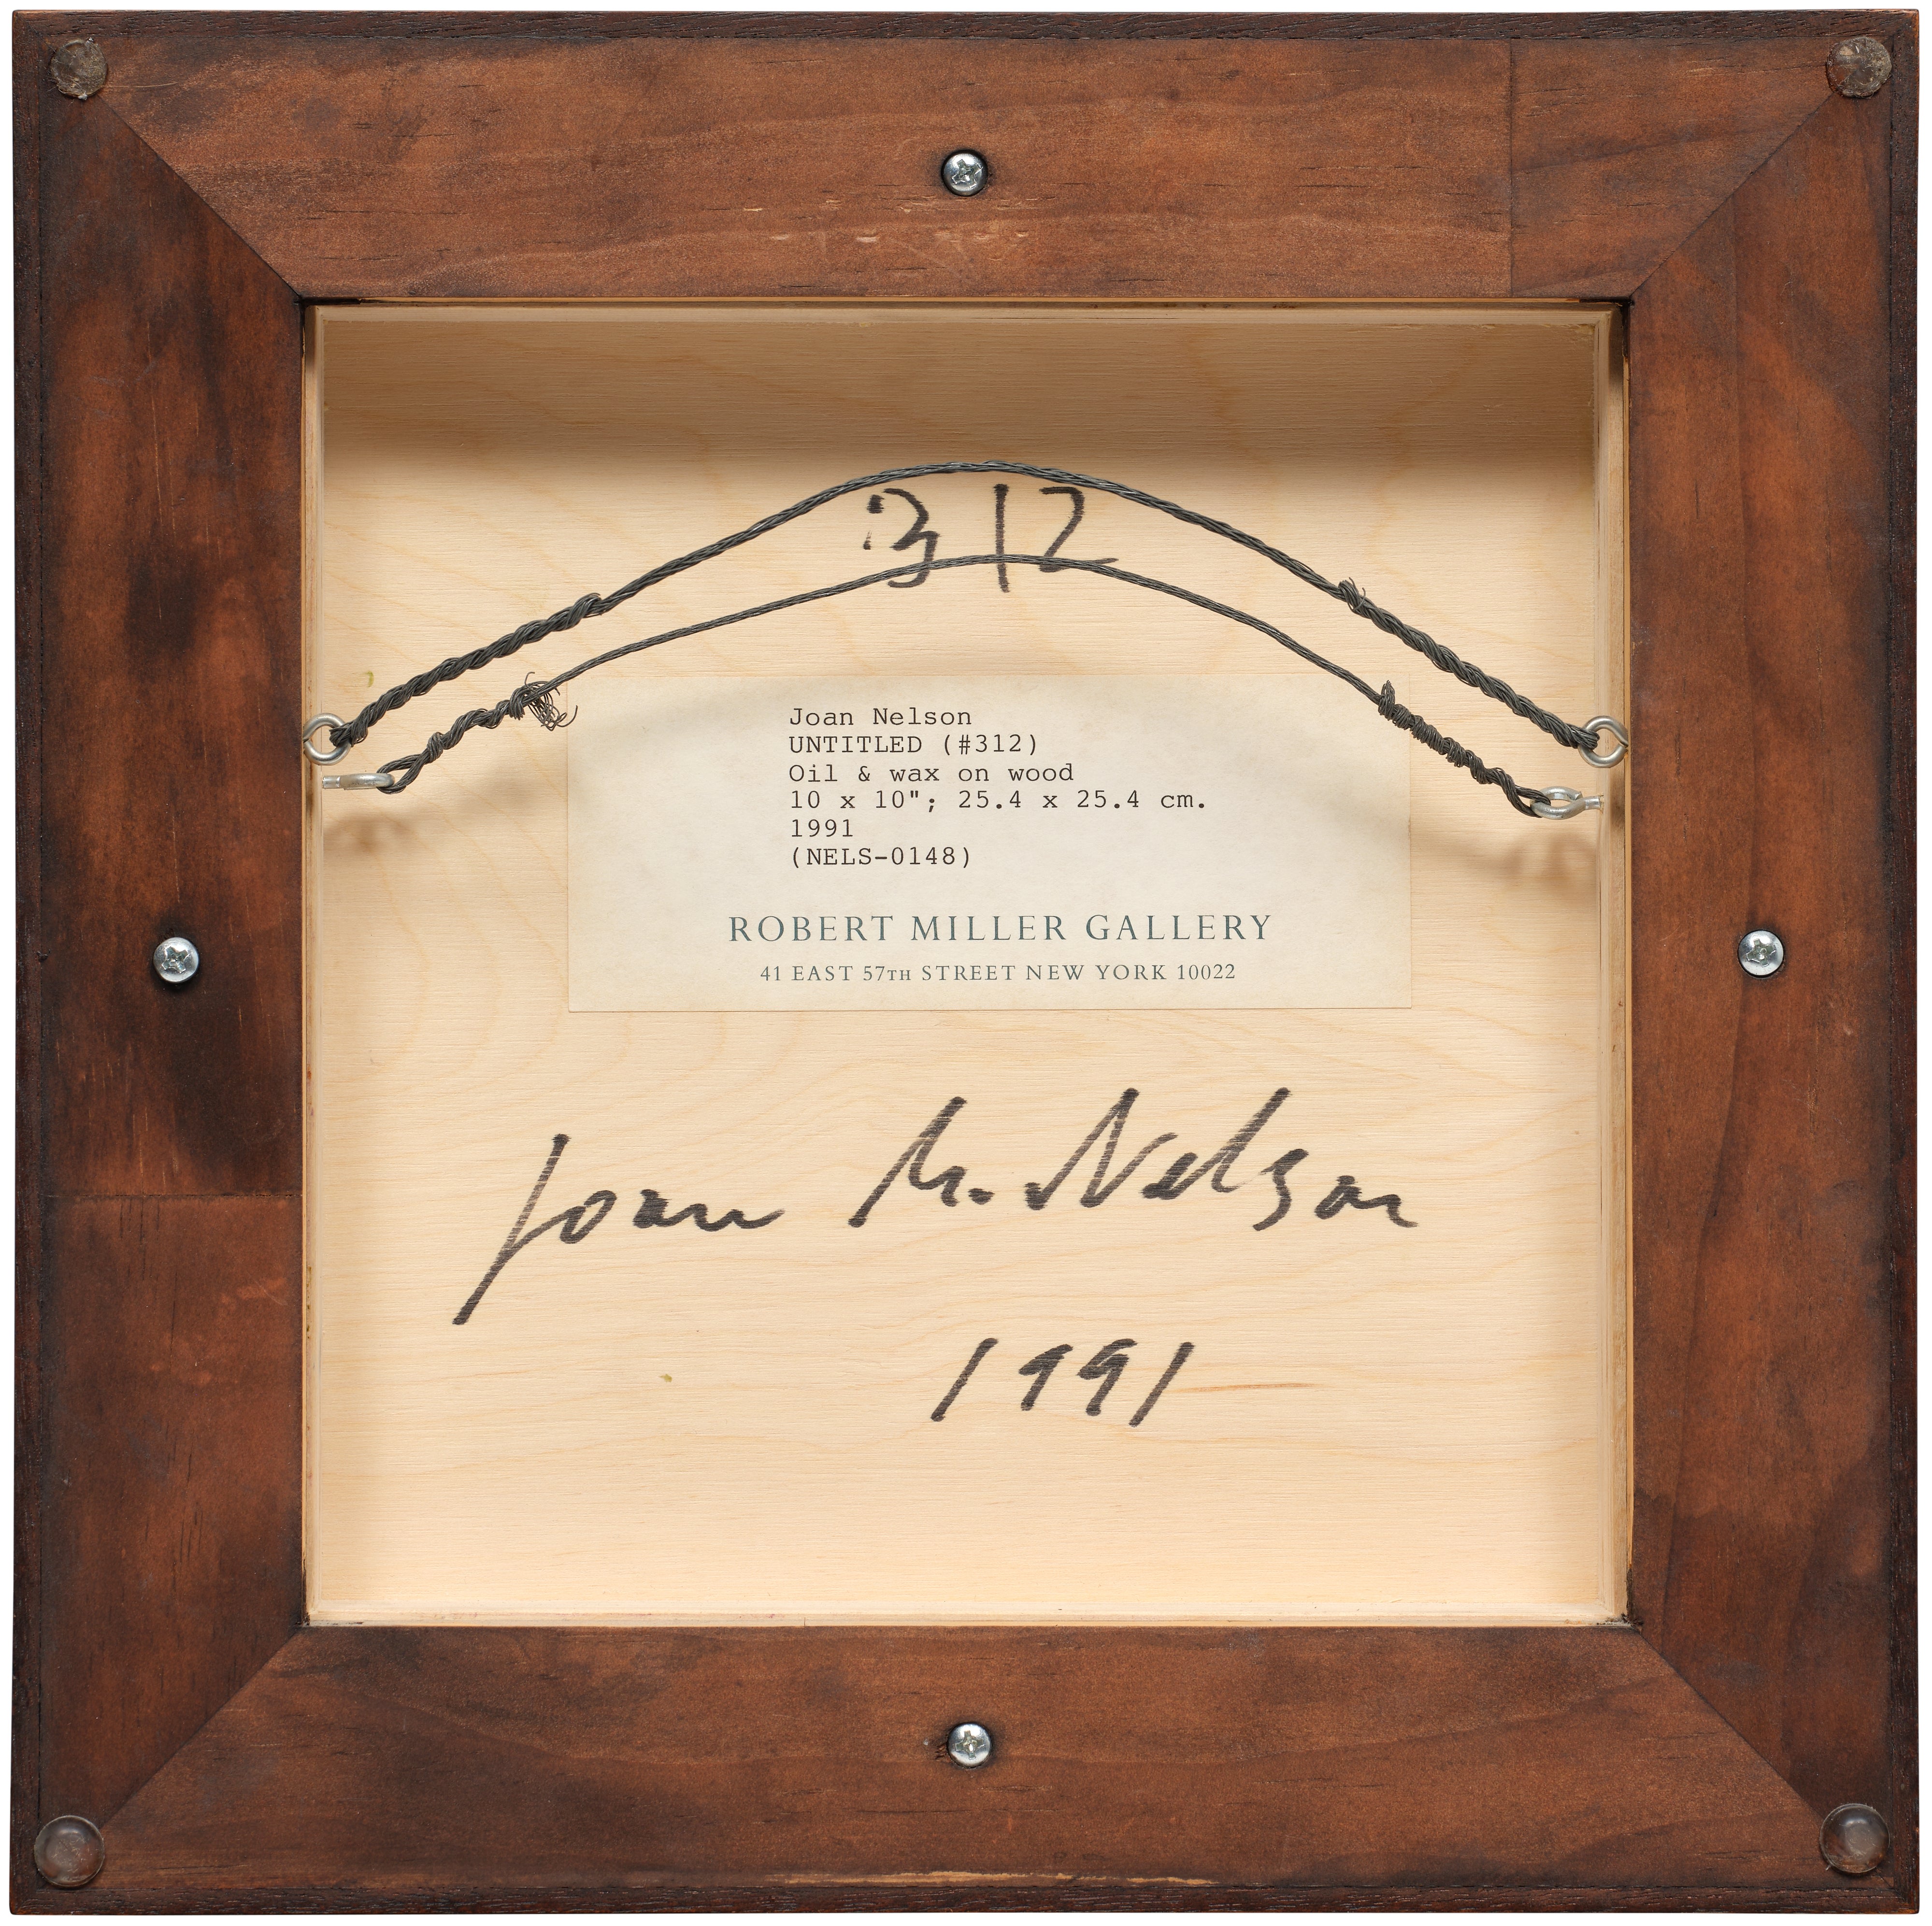 312
Joan Nelson
UNTITLED (#312)
Oil & wax on wood
10 x 10"; 25.4 x 25.4 cm.
1991
(NELS-0148)
ROBERT MILLER GALLERY
41 EAST 57TH STREET NEW YORK 10022
Joan M. Nelson
1991